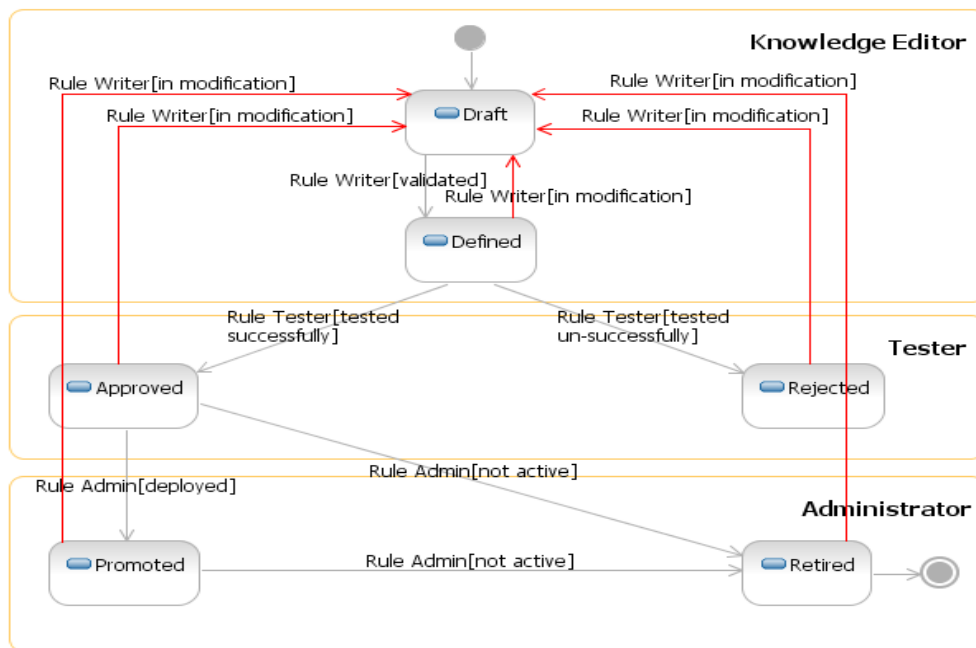 Knowledge Editor
Rule Writer[in modification]
Rule Writer[in modification]
Rule Writer[in modification]
Rule Writer[in modification]
Draft
Rule Writer[validated]
Rule Writer[in modification]
Defined
Rule Tester[tested
successfully]
Rule Tester[tested
un-successfully]
Tester
Approved
Rejected
Rule Admin[not active]
Rule Admin[deployed]
Administrator
Promoted
Rule Admin[not active]
Retired